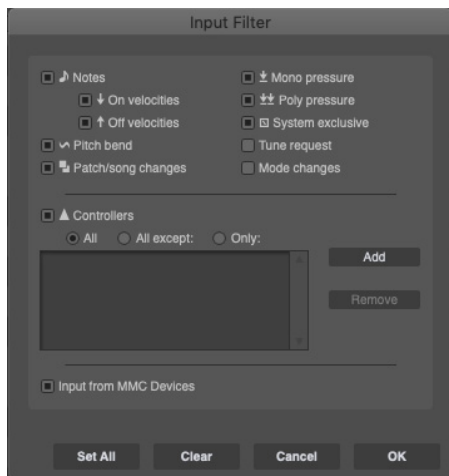 Input Filter
Notes
On velocities
Off velocities
Pitch bend
Patch/song changes
Mono pressure
Poly pressure
System exclusive
Tune request
Mode changes
Controllers
All All except: Only:
Add
Remove
Input from MMC Devices
Set All Clear Cancel OK